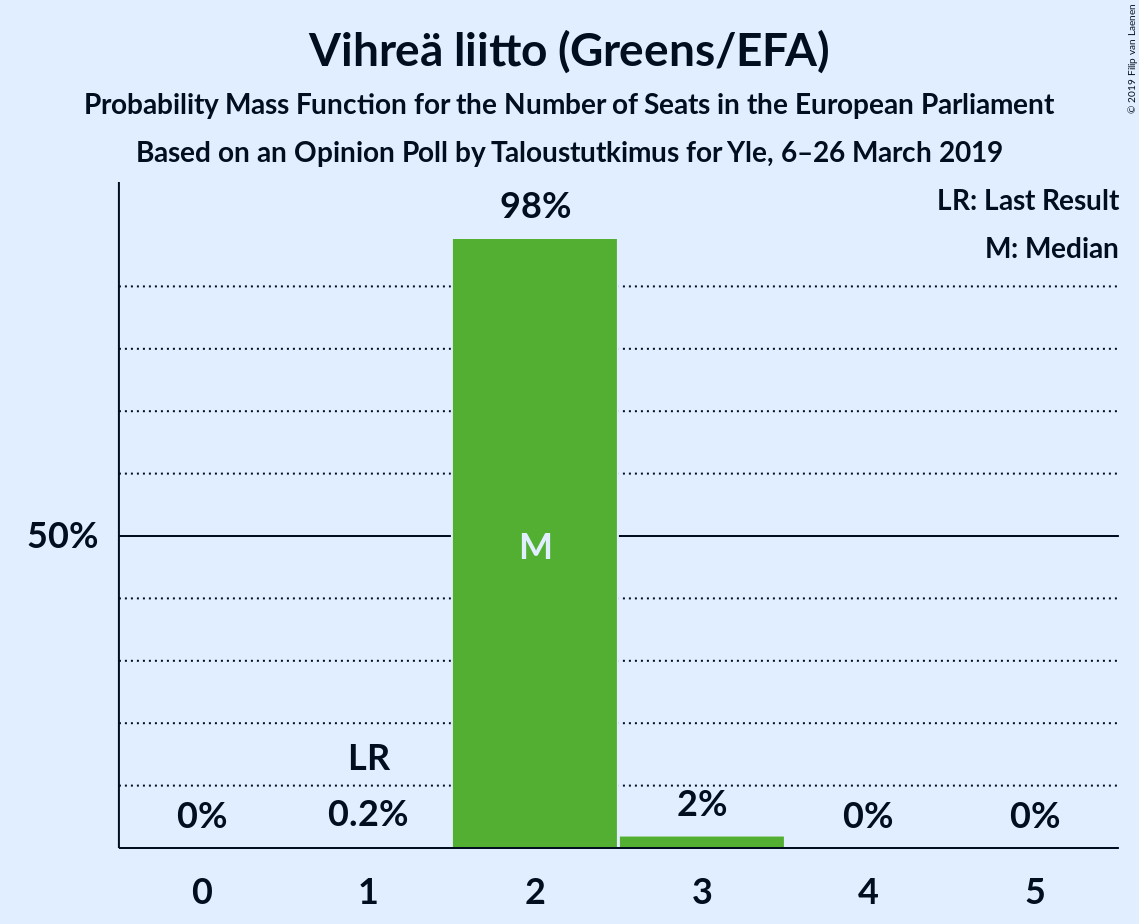 Vihreä liitto (Greens/EFA)
Probability Mass Function for the Number of Seats in the European Parliament
Based on an Opinion Poll by Taloustutkimus for Yle, 6–26 March 2019
© 2019 Filip van Laenen
LR: Last Result
M: Median
98%
50%
M
LR
0%
0.2%
2%
0%
0%
0 1 2 3 4 5